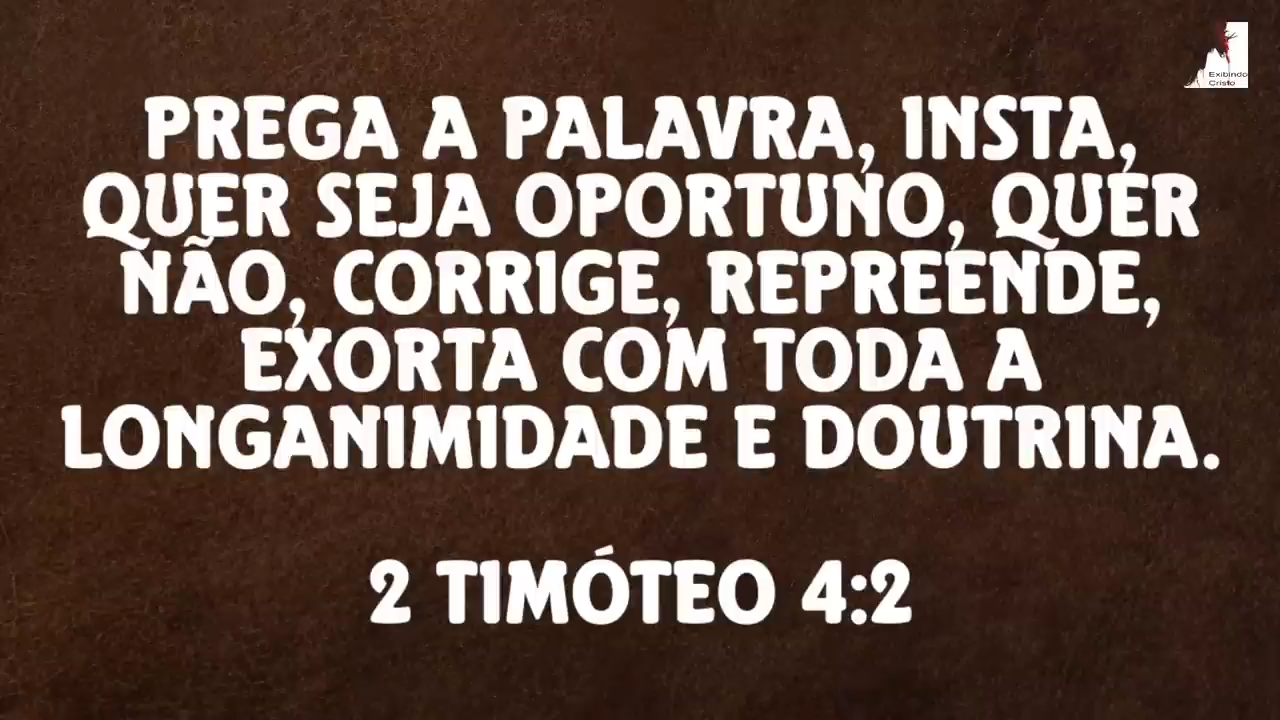 Exibindo
Cristo
PREGA A PALAVRA, INSTA,
QUER SEJA OPORTUNO, QUER
NÃO, CORRIGE, REPREENDE,
EXORTA COM TODA A
LONGANIMIDADE E DOUTRINA.
2 TIMÓTEO 4:2